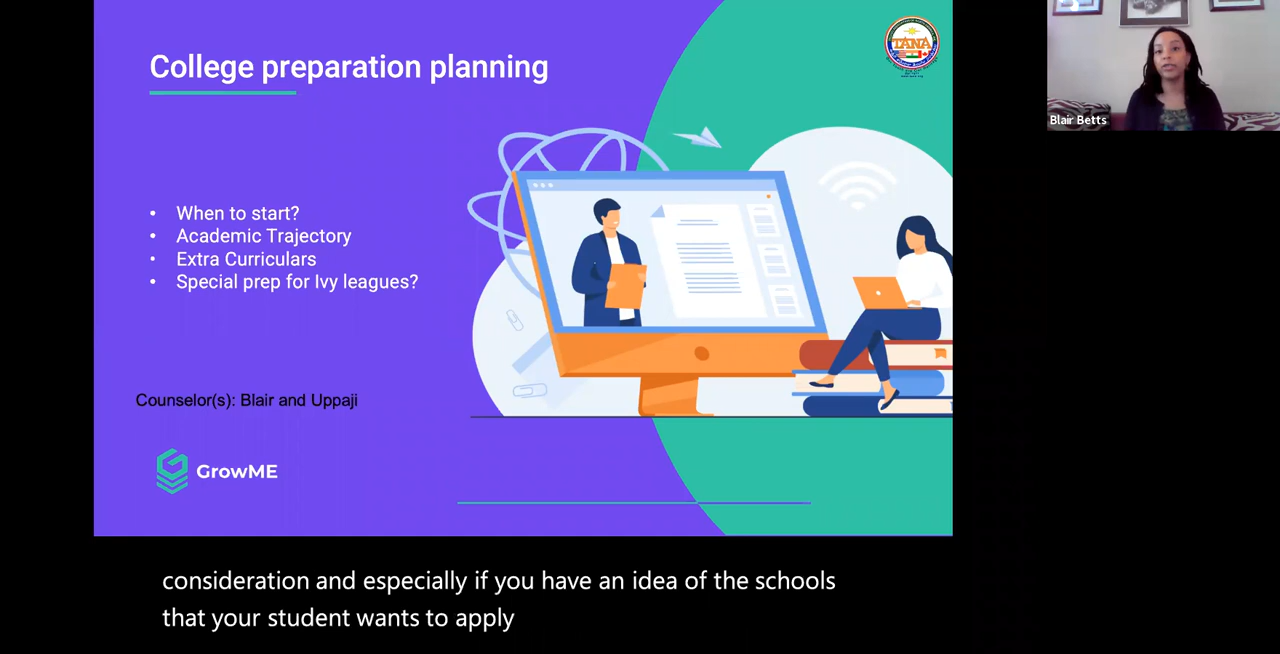 College preparation planning
TANA
Blair Betts
• When to start?
• Academic Trajectory
• Extra Curriculars
• Special prep for Ivy leagues?
Counselor(s): Blair and Uppaji
GrowME
consideration and especially if you have an idea of the schools
that your student wants to apply